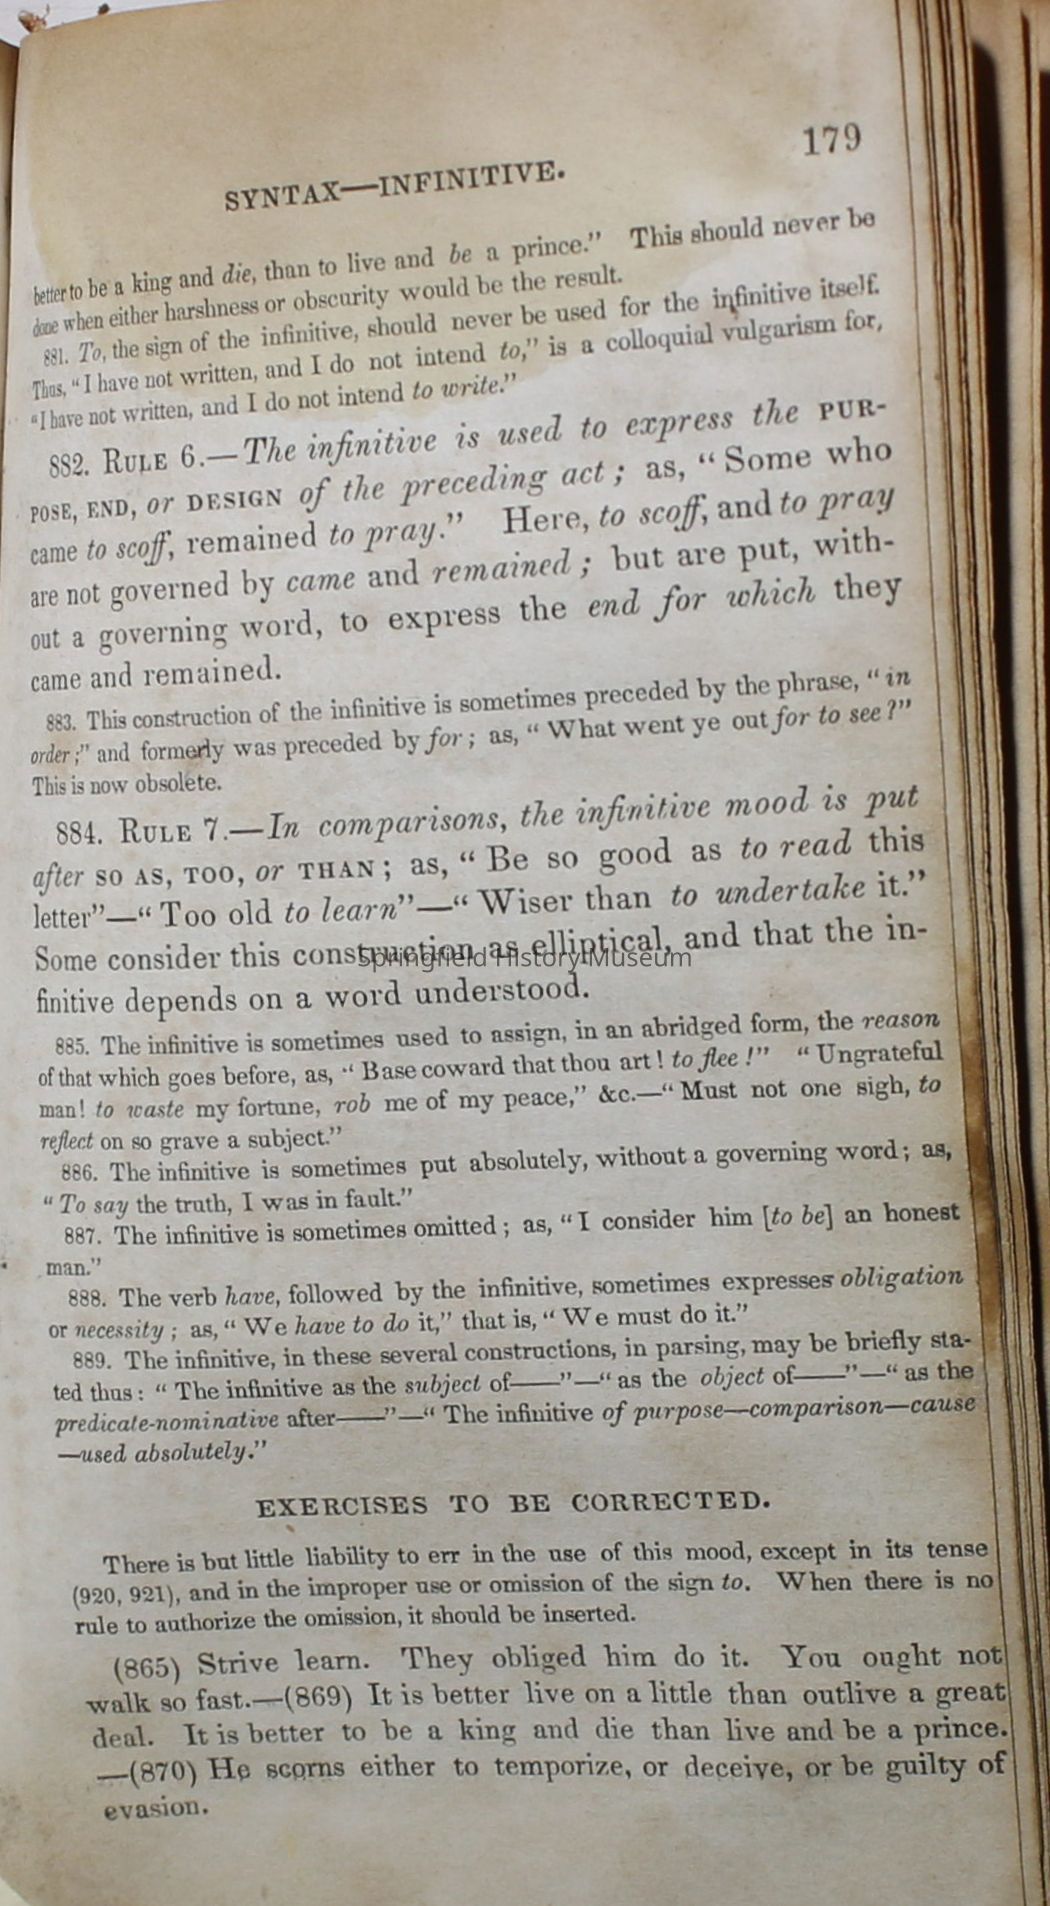 179
SYNTAX—INFINITIVE.
better to be a king and die, than to live and be a prince." This should never be
done when either harshness or obscurity would be the result.
881. To, the sign of the infinitive, should never be used for the infinitive itself.
Thus, "I have not written, and I do not intend to," is a colloquial vulgarism for,
"I have not written, and I do not intend to write."
882. RULE 6.—The infinitive is used to express the PUR-
POSE, END, or DESIGN of the preceding act; as, "Some who
came to scoff, remained to pray." Here, to scoff, and to pray
are not governed by came and remained; but are put, with-
out a governing word, to express the end for which they
came and remained.
883. This construction of the infinitive is sometimes preceded by the phrase, "in
order;" and formerly was preceded by for; as, "What went ye out for to see?"
This is now obsolete.
884. RULE 7.—In comparisons, the infinitive mood is put
after SO AS, TOO, or THAN; as, "Be so good as to read this
letter"—"Too old to learn"—"Wiser than to undertake it."
Some consider this construction as elliptical, and that the in-
Springfield History Museum
finitive depends on a word understood.
885. The infinitive is sometimes used to assign, in an abridged form, the reason
of that which goes before, as, "Base coward that thou art! to flee!" "Ungrateful
man! to waste my fortune, rob me of my peace," &c.—"Must not one sigh, to
reflect on so grave a subject."
886. The infinitive is sometimes put absolutely, without a governing word; as,
"To say the truth, I was in fault."
887. The infinitive is sometimes omitted; as, "I consider him [to be] an honest
man."
888. The verb have, followed by the infinitive, sometimes expresses obligation
or necessity; as, "We have to do it," that is, "We must do it."
889. The infinitive, in these several constructions, in parsing, may be briefly sta-
ted thus: "The infinitive as the subject of——"—"as the object of——"—"as the
predicate-nominative after——"—"The infinitive of purpose—comparison—cause
—used absolutely."
EXERCISES TO BE CORRECTED.
There is but little liability to err in the use of this mood, except in its tense
(920, 921), and in the improper use or omission of the sign to. When there is no
rule to authorize the omission, it should be inserted.
(865) Strive learn. They obliged him do it. You ought not
walk so fast.—(869) It is better live on a little than outlive a great
deal. It is better to be a king and die than live and be a prince.
—(870) He scorns either to temporize, or deceive, or be guilty of
evasion.